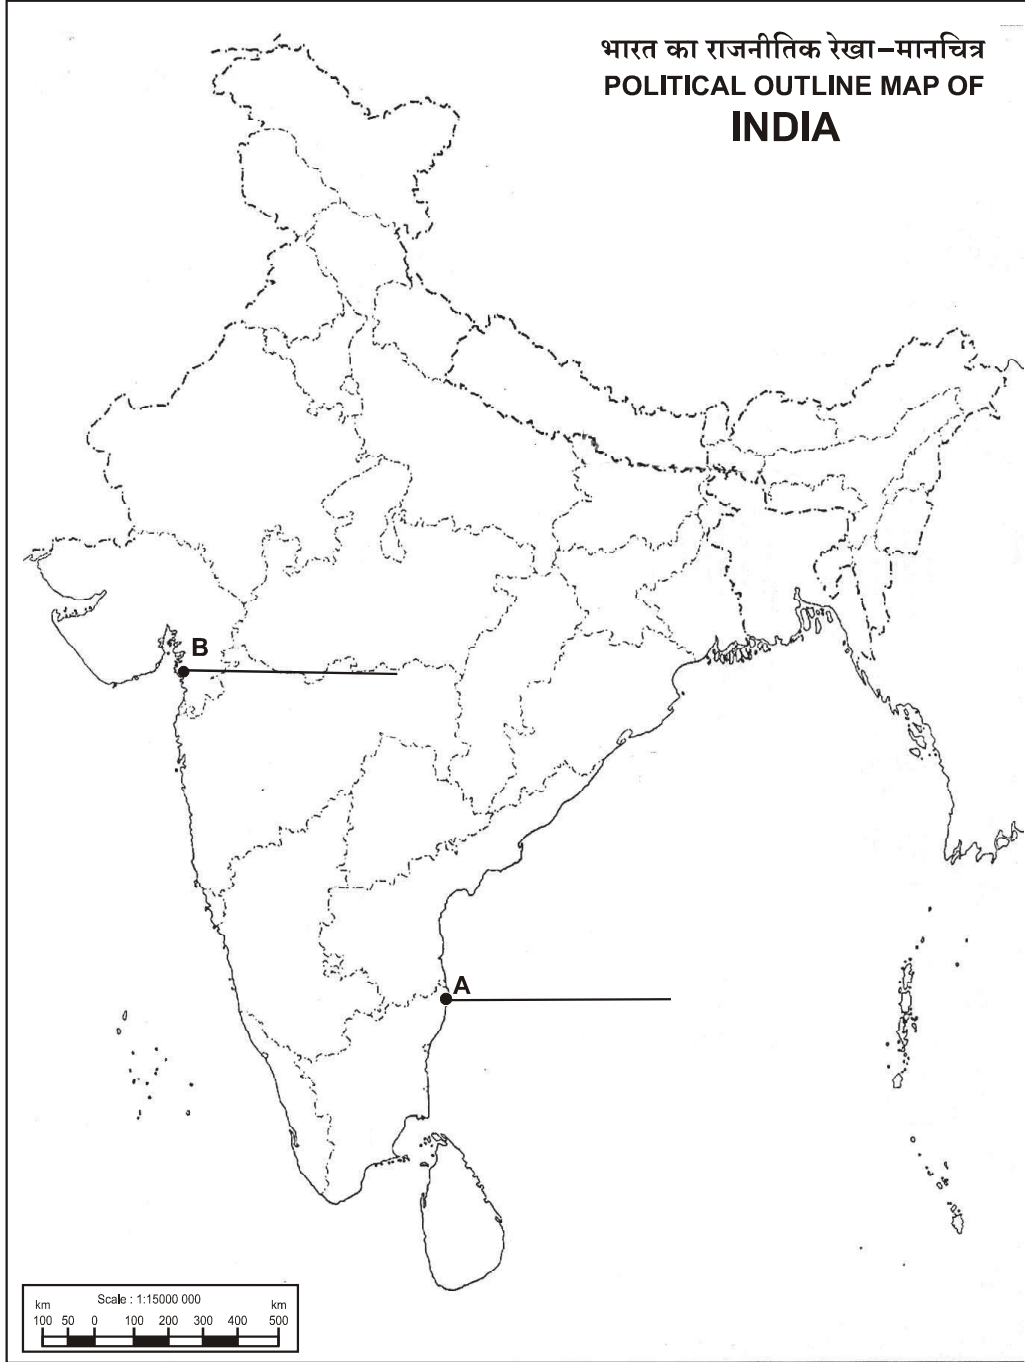 भारत का राजनीतिक रेखा–मानचित्र
POLITICAL OUTLINE MAP OF
INDIA
B
A
Scale : 1:15000 000
km km
100 50 0 100 200 300 400 500